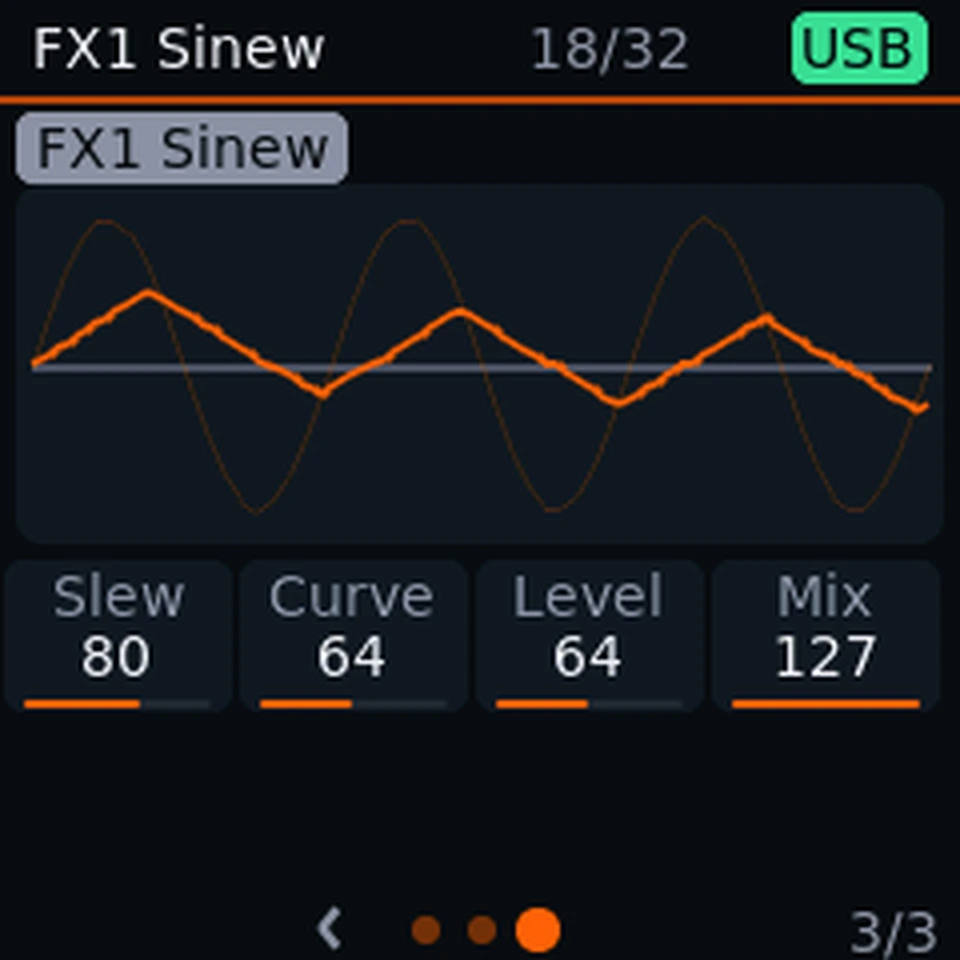 FX1 Sinew 18/32 USB
FX1 Sinew
Slew Curve Level Mix
80 64 64 127
3/3